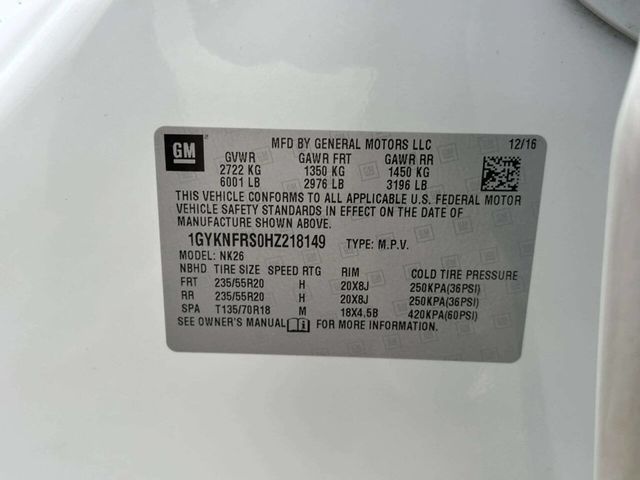 GM MFD BY GENERAL MOTORS LLC 12/16
GVWR GAWR FRT GAWR RR
2722 KG 1350 KG 1450 KG
6001 LB 2976 LB 3196 LB
THIS VEHICLE CONFORMS TO ALL APPLICABLE U.S. FEDERAL MOTOR
VEHICLE SAFETY STANDARDS IN EFFECT ON THE DATE OF
MANUFACTURE SHOWN ABOVE.
1GYKNFRS0HZ218149 TYPE: M.P.V.
MODEL: NK26
NBHD TIRE SIZE SPEED RTG RIM COLD TIRE PRESSURE
FRT 235/55R20 H 20X8J 250KPA(36PSI)
RR 235/55R20 H 20X8J 250KPA(36PSI)
SPA T135/70R18 M 18X4.5B 420KPA(60PSI)
SEE OWNER'S MANUAL FOR MORE INFORMATION.